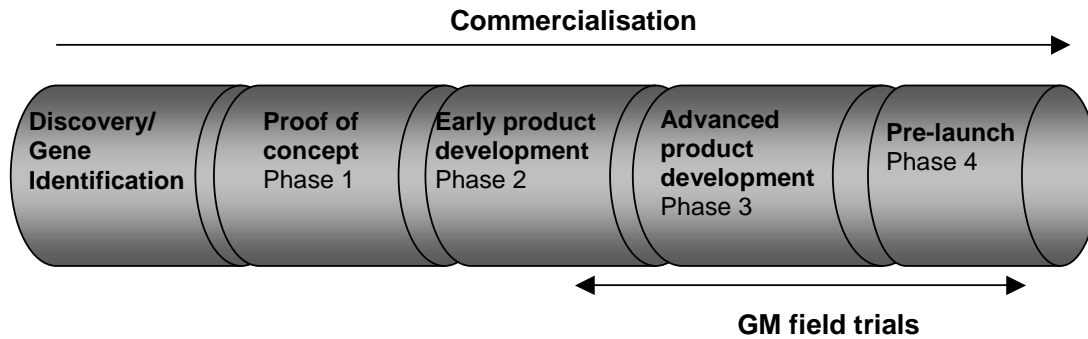 Commercialisation
Discovery/
Gene
Identification
Proof of
concept
Phase 1
Early product
development
Phase 2
Advanced
product
development
Phase 3
Pre-launch
Phase 4
GM field trials